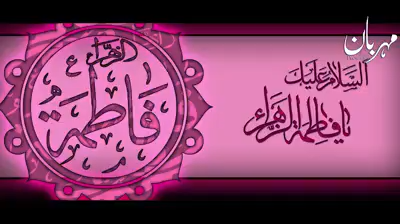 مهربان
السلام علیک
یا فاطمة الزهراء
الزهراء
فاطمة